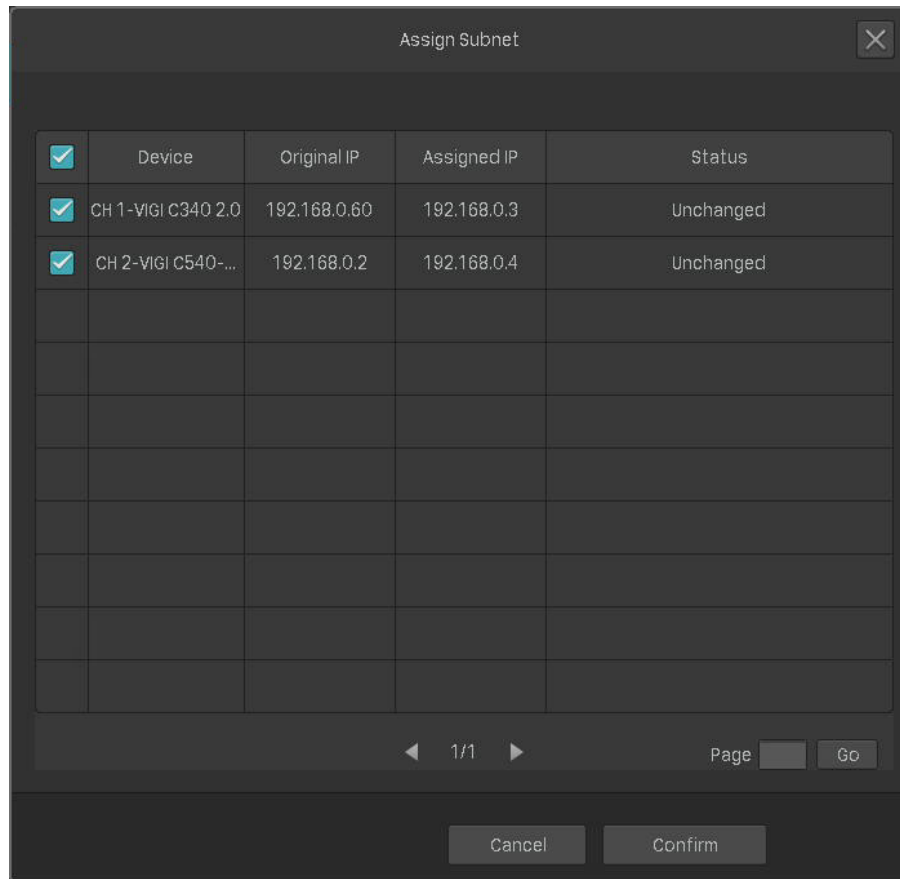 Assign Subnet
Device Original IP Assigned IP Status
CH 1-VIGI C340 2.0 192.168.0.60 192.168.0.3 Unchanged
CH 2-VIGI C540-... 192.168.0.2 192.168.0.4 Unchanged
1/1 Page Go
Cancel Confirm